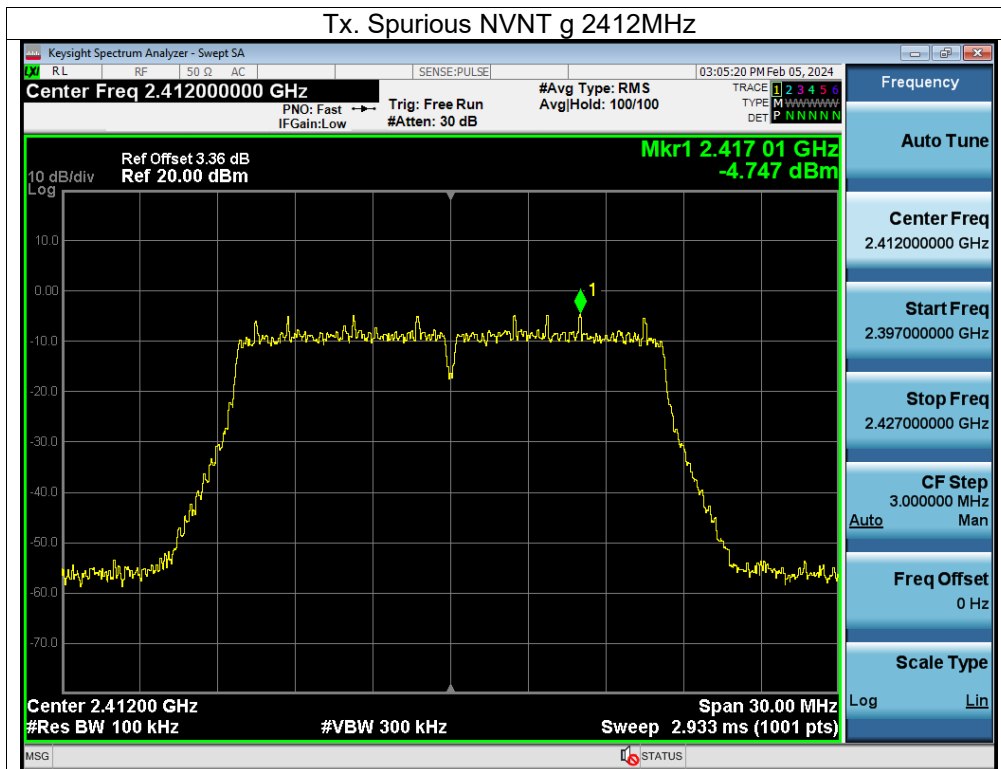 Tx. Spurious NVNT g 2412MHz
Keysight Spectrum Analyzer - Swept SA
LXI RL RF 50 Ω AC SENSE:PULSE 03:05:20 PM Feb 05, 2024
Center Freq 2.412000000 GHz
PNO: Fast
IFGain:Low
Trig: Free Run
#Atten: 30 dB
#Avg Type: RMS
Avg|Hold: 100/100
TRACE 1 2 3 4 5 6
TYPE M WWWWW
DET P N N N N N
Ref Offset 3.36 dB
Ref 20.00 dBm
10 dB/div
Log
Mkr1 2.417 01 GHz
-4.747 dBm
1
10.0
0.00
-10.0
-20.0
-30.0
-40.0
-50.0
-60.0
-70.0
Center 2.41200 GHz
Span 30.00 MHz
#Res BW 100 kHz
#VBW 300 kHz
Sweep 2.933 ms (1001 pts)
MSG
STATUS
Frequency
Auto Tune
Center Freq
2.412000000 GHz
Start Freq
2.397000000 GHz
Stop Freq
2.427000000 GHz
CF Step
3.000000 MHz
Auto Man
Freq Offset
0 Hz
Scale Type
Log Lin